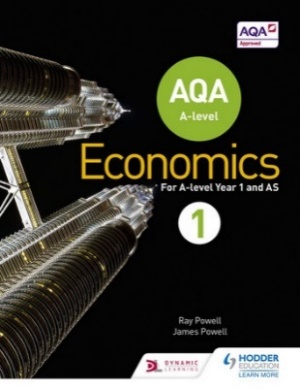 AQA
Approved
AQA
A-level
Economics
For A-level Year 1 and AS
1
Ray Powell
James Powell
DYNAMIC
LEARNING
HODDER
EDUCATION
LEARN MORE